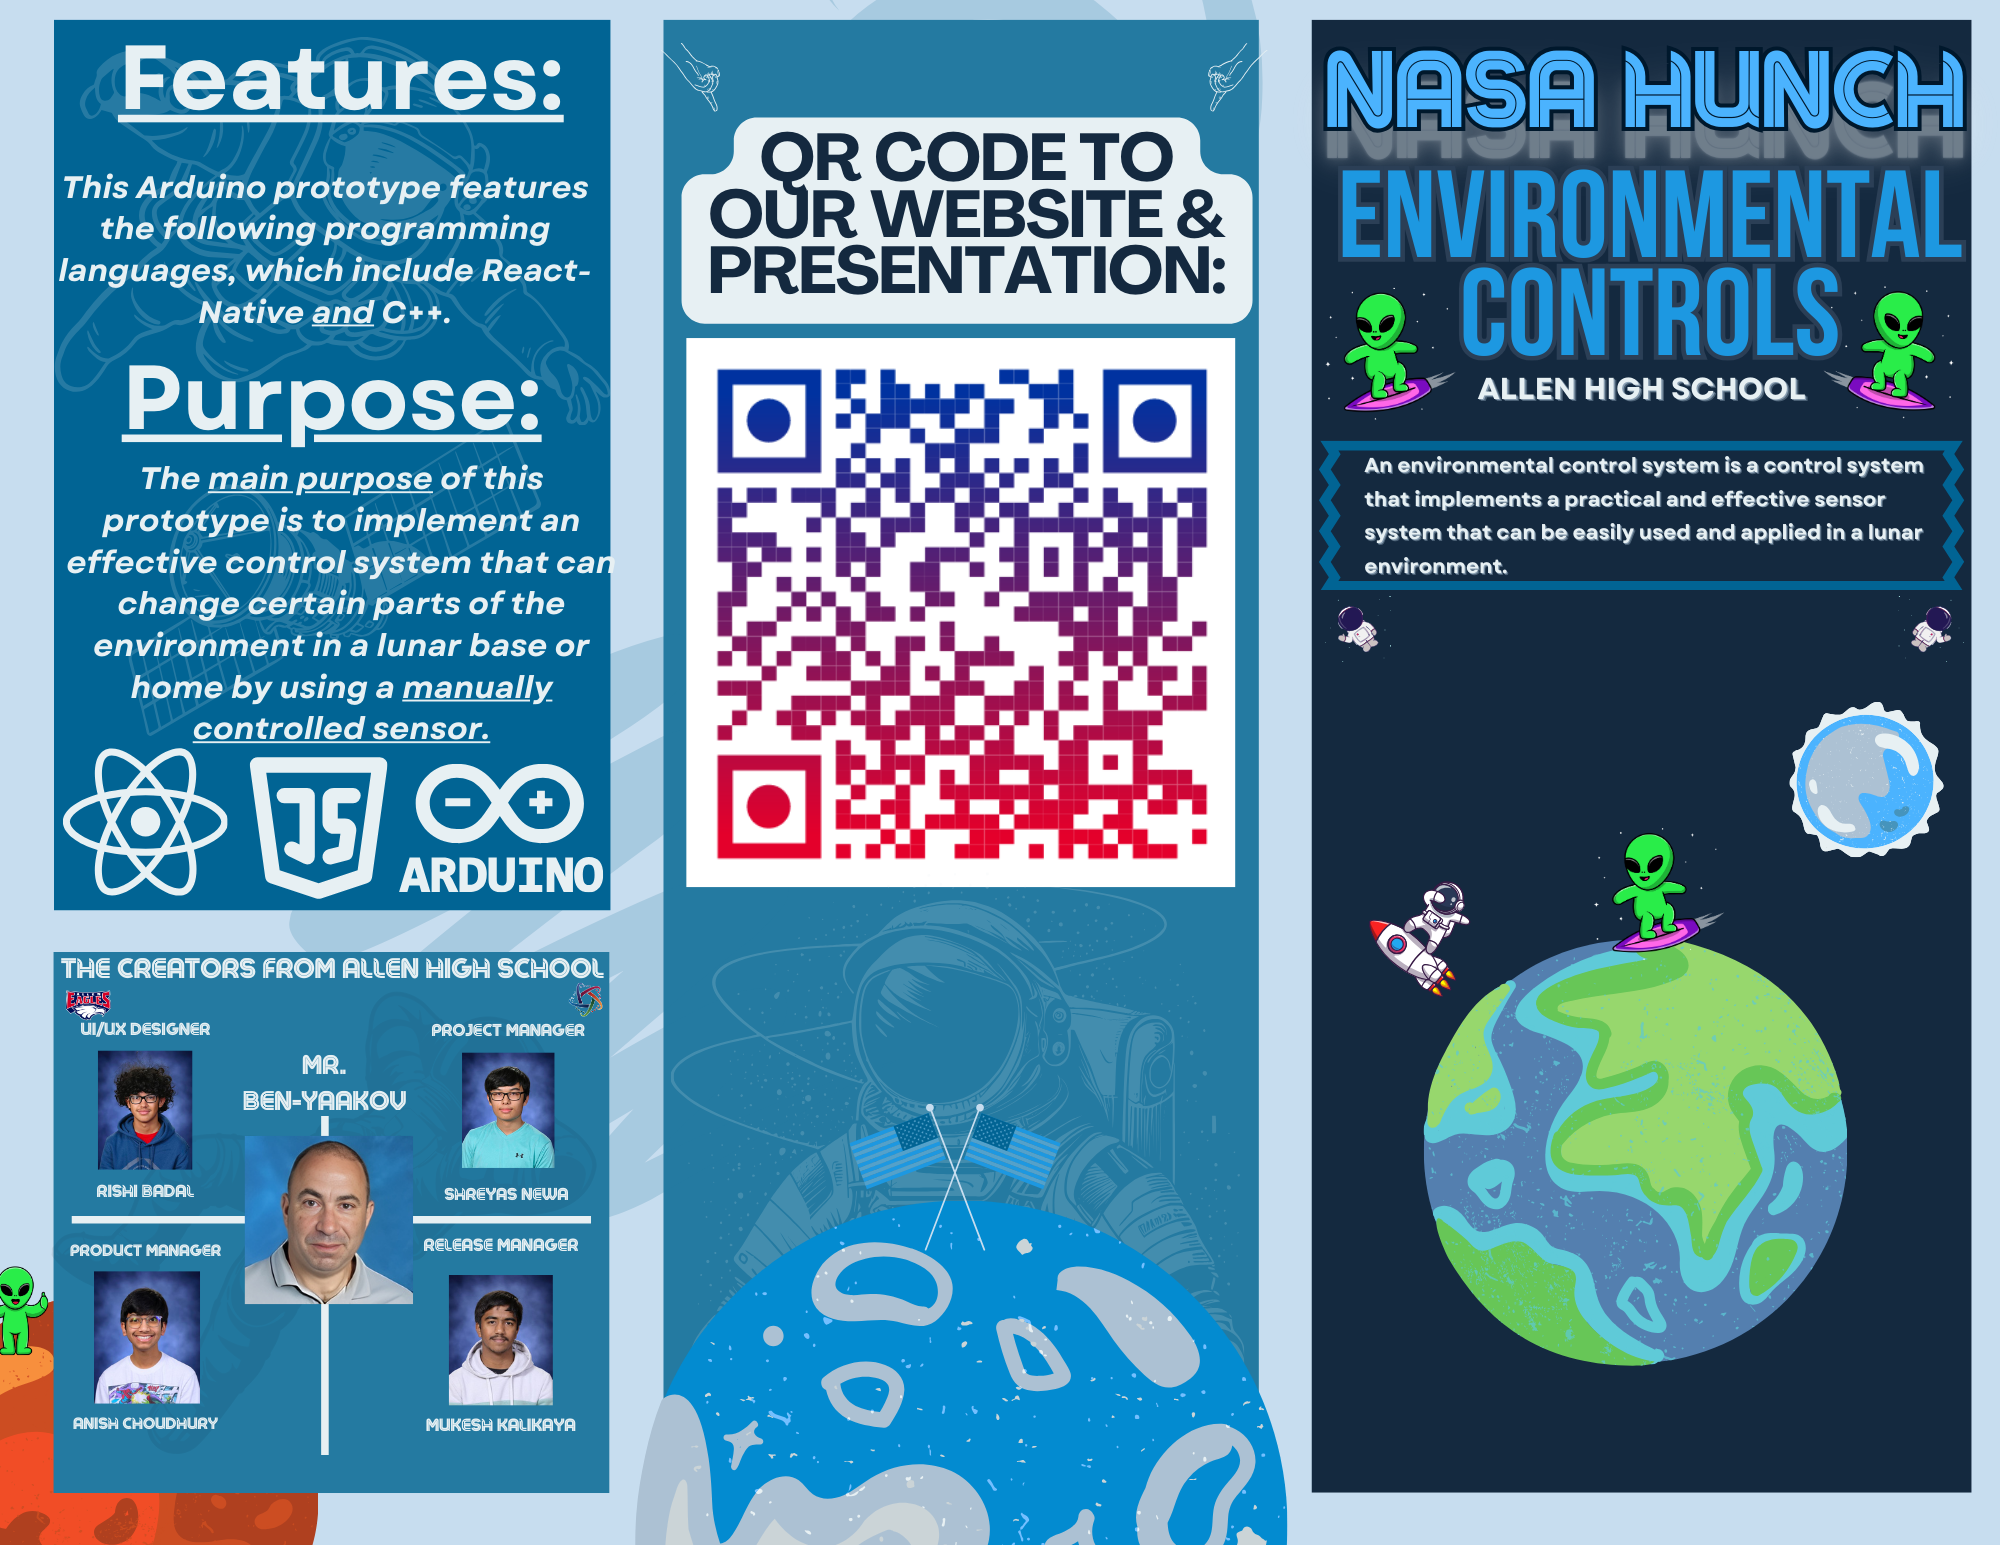 Features:
This Arduino prototype features
the following programming
languages, which include React-
Native and C++.
Purpose:
The main purpose of this
prototype is to implement an
effective control system that can
change certain parts of the
environment in a lunar base or
home by using a manually
controlled sensor.
JS
ARDUINO
THE CREATORS FROM ALLEN HIGH SCHOOL
EAGLES
UI/UX DESIGNER
PROJECT MANAGER
MR.
BEN-YAAKOV
RISHI BADAL
SHREYAS NEWA
PRODUCT MANAGER
RELEASE MANAGER
ANISH CHOUDHURY
MUKESH KALIKAYA
QR CODE TO
OUR WEBSITE &
PRESENTATION:
NASA HUNCH
ENVIRONMENTAL
CONTROLS
ALLEN HIGH SCHOOL
An environmental control system is a control system
that implements a practical and effective sensor
system that can be easily used and applied in a lunar
environment.